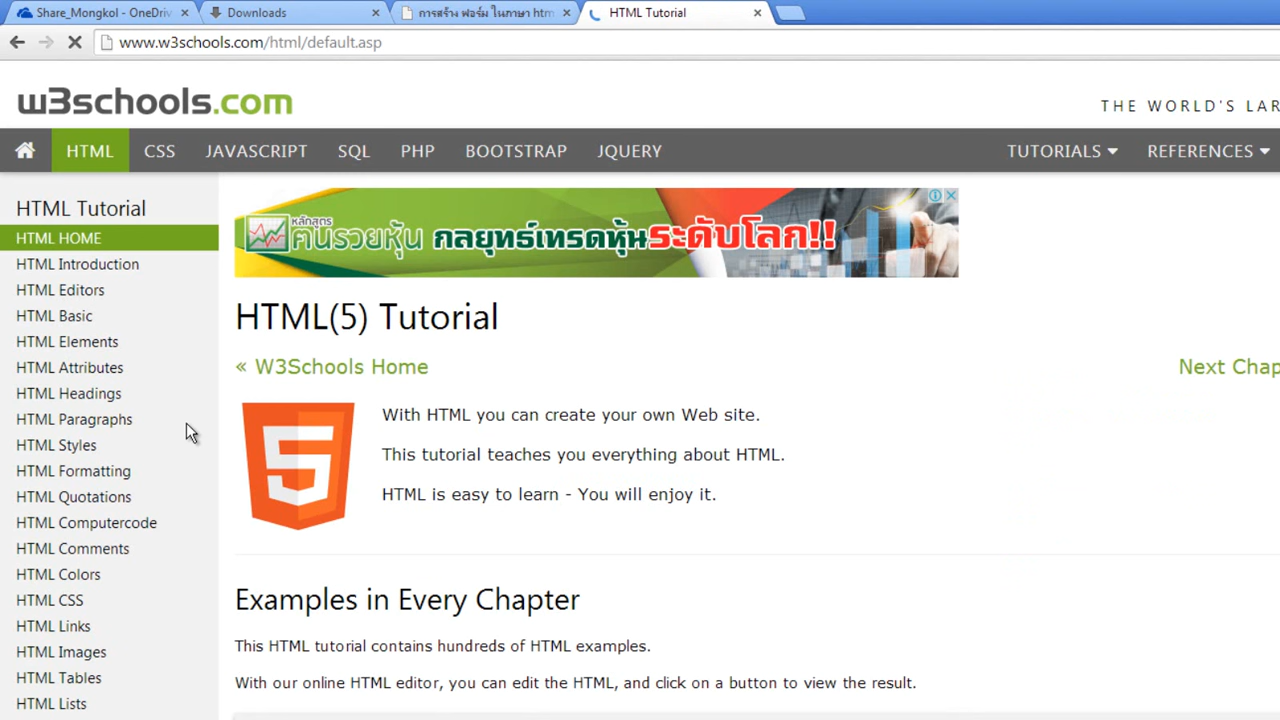 Share_Mongkol - OneDriv
Downloads
การสร้าง ฟอร์ม ในภาษา htm
HTML Tutorial
www.w3schools.com/html/default.asp
w3schools.com
THE WORLD'S LAR
HTML
CSS
JAVASCRIPT
SQL
PHP
BOOTSTRAP
JQUERY
TUTORIALS
REFERENCES
HTML Tutorial
HTML HOME
HTML Introduction
HTML Editors
HTML Basic
HTML Elements
HTML Attributes
HTML Headings
HTML Paragraphs
HTML Styles
HTML Formatting
HTML Quotations
HTML Computercode
HTML Comments
HTML Colors
HTML CSS
HTML Links
HTML Images
HTML Tables
HTML Lists
หลักสูตร
คนรวยหุ้น กลยุทธ์เทรดหุ้นระดับโลก!!
HTML(5) Tutorial
« W3Schools Home
Next Chap
5
With HTML you can create your own Web site.
This tutorial teaches you everything about HTML.
HTML is easy to learn - You will enjoy it.
Examples in Every Chapter
This HTML tutorial contains hundreds of HTML examples.
With our online HTML editor, you can edit the HTML, and click on a button to view the result.